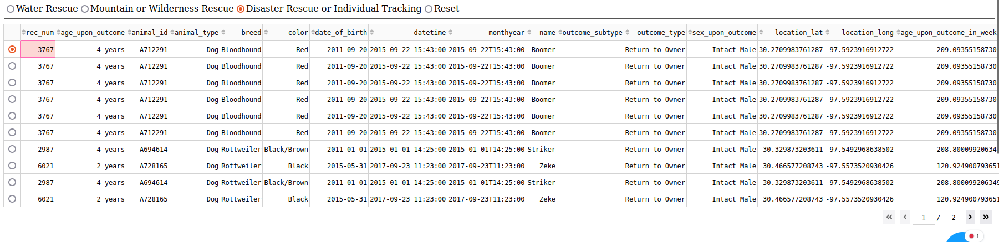 Water Rescue Mountain or Wilderness Rescue Disaster Rescue or Individual Tracking Reset
rec_num age_upon_outcome animal_id animal_type breed color date_of_birth datetime monthyear name outcome_subtype outcome_type sex_upon_outcome location_lat location_long age_upon_outcome_in_week
3767 4 years A712291 Dog Bloodhound Red 2011-09-20 2015-09-22 15:43:00 2015-09-22T15:43:00 Boomer Return to Owner Intact Male 30.2709983761287 -97.5923916912722 209.09355158730
3767 4 years A712291 Dog Bloodhound Red 2011-09-20 2015-09-22 15:43:00 2015-09-22T15:43:00 Boomer Return to Owner Intact Male 30.2709983761287 -97.5923916912722 209.09355158730
3767 4 years A712291 Dog Bloodhound Red 2011-09-20 2015-09-22 15:43:00 2015-09-22T15:43:00 Boomer Return to Owner Intact Male 30.2709983761287 -97.5923916912722 209.09355158730
3767 4 years A712291 Dog Bloodhound Red 2011-09-20 2015-09-22 15:43:00 2015-09-22T15:43:00 Boomer Return to Owner Intact Male 30.2709983761287 -97.5923916912722 209.09355158730
3767 4 years A712291 Dog Bloodhound Red 2011-09-20 2015-09-22 15:43:00 2015-09-22T15:43:00 Boomer Return to Owner Intact Male 30.2709983761287 -97.5923916912722 209.09355158730
3767 4 years A712291 Dog Bloodhound Red 2011-09-20 2015-09-22 15:43:00 2015-09-22T15:43:00 Boomer Return to Owner Intact Male 30.2709983761287 -97.5923916912722 209.09355158730
2987 4 years A694614 Dog Rottweiler Black/Brown 2011-01-01 2015-01-01 14:25:00 2015-01-01T14:25:00 Striker Return to Owner Intact Male 30.329873203611 -97.5492968638502 208.800099206349
6021 2 years A728165 Dog Rottweiler Black 2015-05-31 2017-09-23 11:23:00 2017-09-23T11:23:00 Zeke Return to Owner Intact Male 30.466577208743 -97.5573520930426 120.924900793651
2987 4 years A694614 Dog Rottweiler Black/Brown 2011-01-01 2015-01-01 14:25:00 2015-01-01T14:25:00 Striker Return to Owner Intact Male 30.329873203611 -97.5492968638502 208.800099206349
6021 2 years A728165 Dog Rottweiler Black 2015-05-31 2017-09-23 11:23:00 2017-09-23T11:23:00 Zeke Return to Owner Intact Male 30.466577208743 -97.5573520930426 120.924900793651
« ‹ 1 / 2 › »
1